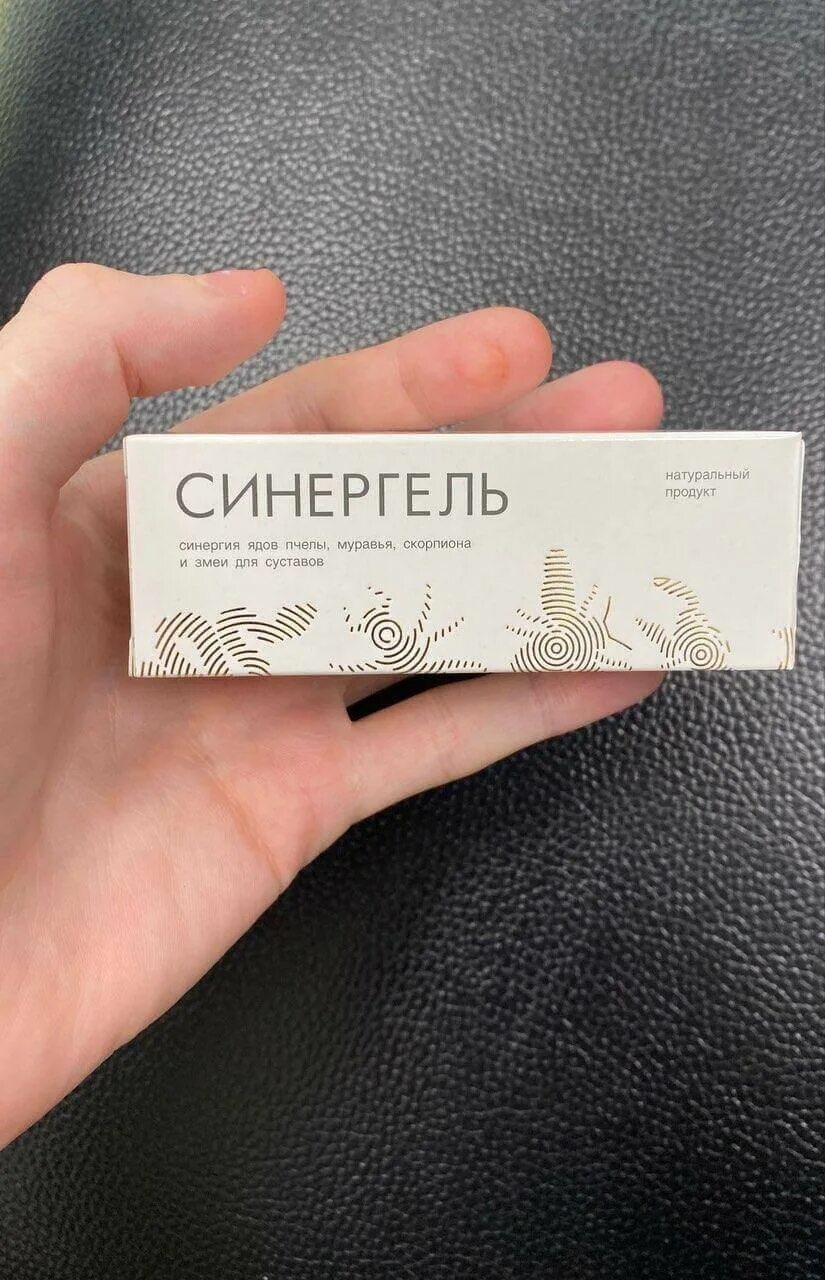 СИНЕРГЕЛЬ
синергия ядов пчелы, муравья, скорпиона
и змеи для суставов
натуральный
продукт